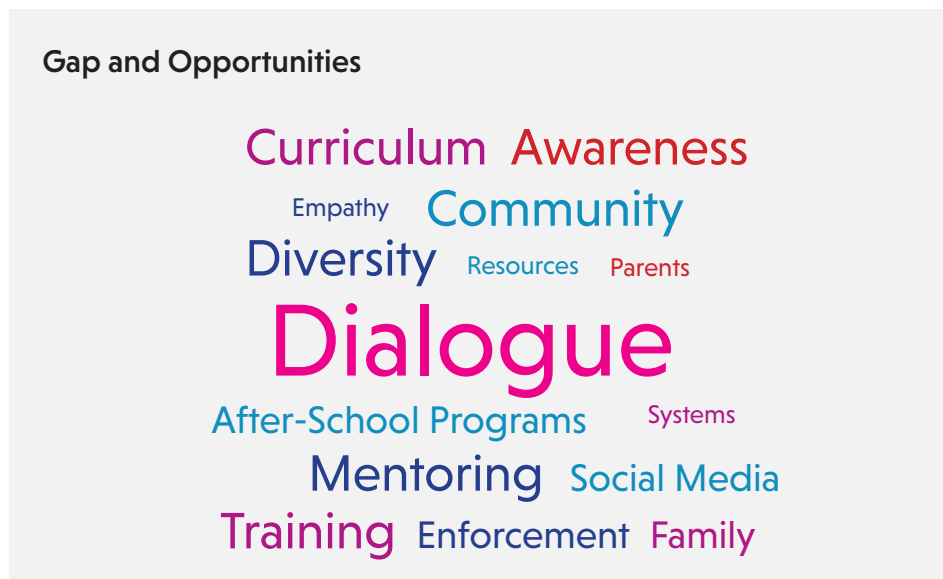 Gap and Opportunities
Curriculum Awareness
Empathy Community
Diversity Resources Parents
Dialogue
After-School Programs Systems
Mentoring Social Media
Training Enforcement Family